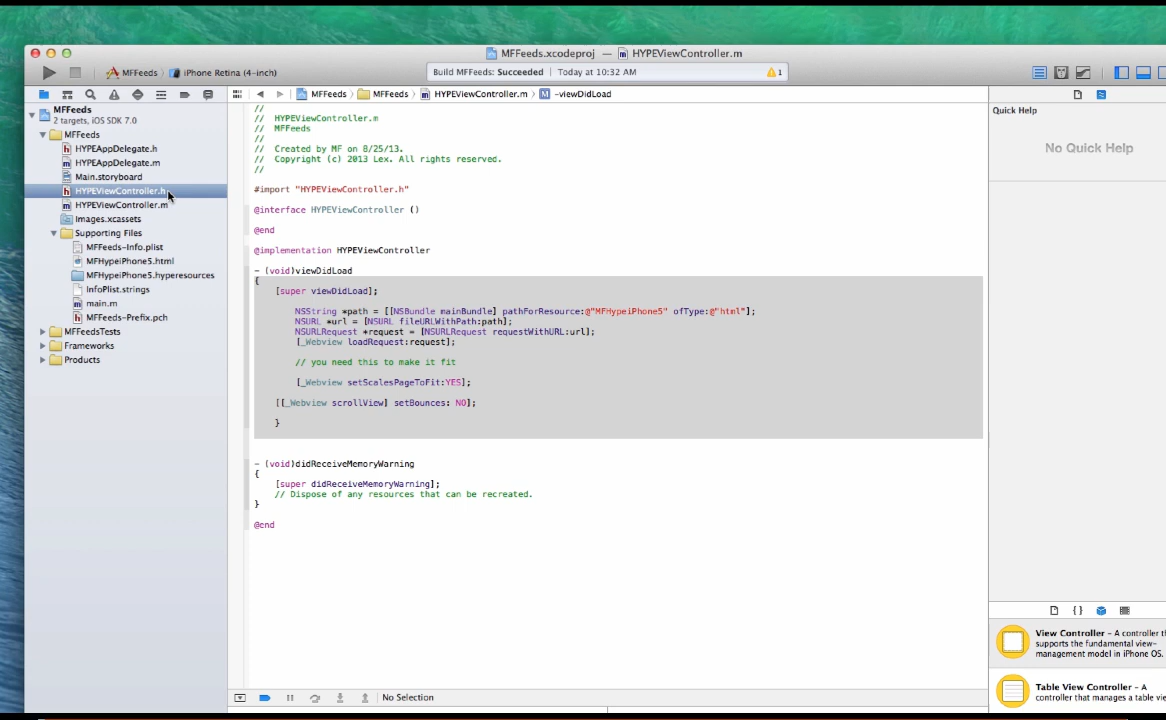 MFFeeds.xcodeproj — HYPEViewController.m
MFFeeds iPhone Retina (4-inch)
Build MFFeeds: Succeeded Today at 10:32 AM
1
MFFeeds MFFeeds HYPEViewController.m M -viewDidLoad
MFFeeds
2 targets, iOS SDK 7.0
MFFeeds
HYPEAppDelegate.h
HYPEAppDelegate.m
Main.storyboard
HYPEViewController.h
HYPEViewController.m
Images.xcassets
Supporting Files
MFFeeds-Info.plist
MFHypeiPhone5.html
MFHypeiPhone5.hyperesources
InfoPlist.strings
main.m
MFFeeds-Prefix.pch
MFFeedsTests
Frameworks
Products
//
// HYPEViewController.m
// MFFeeds
//
// Created by MF on 8/25/13.
// Copyright (c) 2013 Lex. All rights reserved.
//
#import "HYPEViewController.h"
@interface HYPEViewController ()
@end
@implementation HYPEViewController
- (void)viewDidLoad
{
[super viewDidLoad];
NSString *path = [[NSBundle mainBundle] pathForResource:@"MFHypeiPhone5" ofType:@"html"];
NSURL *url = [NSURL fileURLWithPath:path];
NSURLRequest *request = [NSURLRequest requestWithURL:url];
[_Webview loadRequest:request];
// you need this to make it fit
[_Webview setScalesPageToFit:YES];
[[_Webview scrollView] setBounces: NO];
}
- (void)didReceiveMemoryWarning
{
[super didReceiveMemoryWarning];
// Dispose of any resources that can be recreated.
}
@end
No Selection
Quick Help
No Quick Help
{ }
View Controller - A controller th
supports the fundamental view-
management model in iPhone OS.
Table View Controller - A
controller that manages a table vie